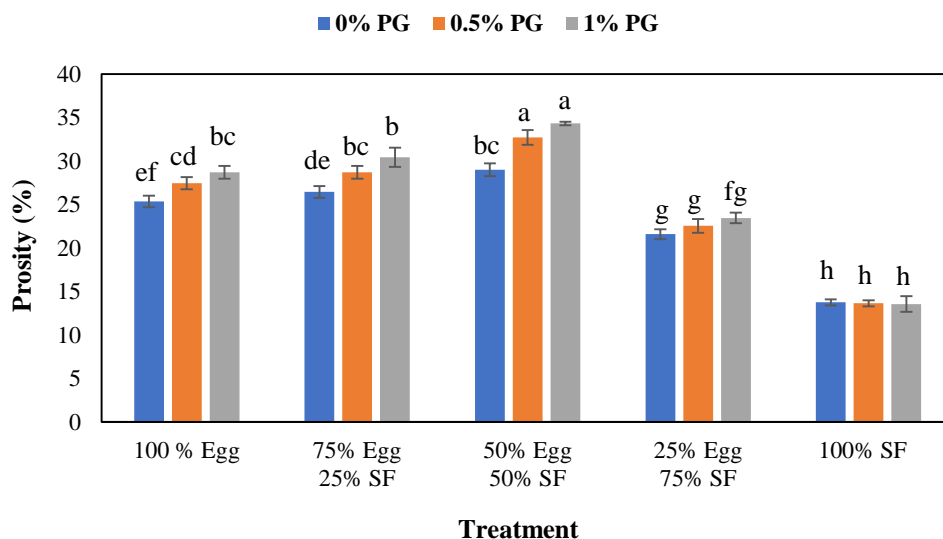 0% PG 0.5% PG 1% PG
Prosity (%)
40
35
30
25
20
15
10
5
0
ef cd bc
de bc b
bc a a
g g fg
h h h
100 % Egg
75% Egg
25% SF
50% Egg
50% SF
25% Egg
75% SF
100% SF
Treatment